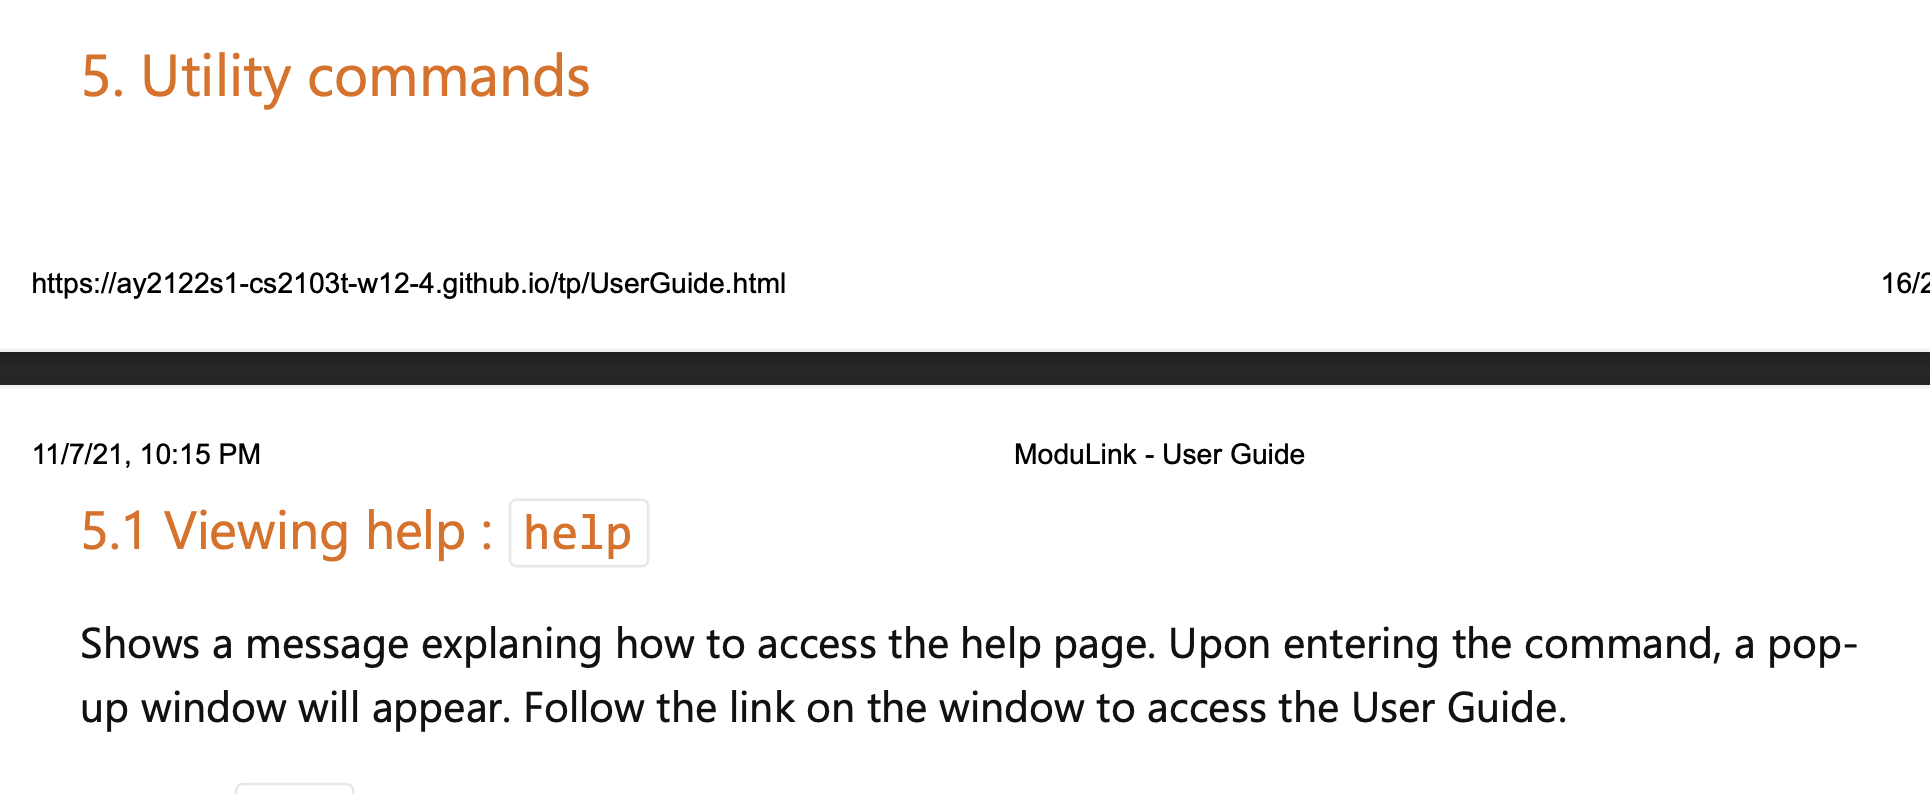 5. Utility commands
https://ay2122s1-cs2103t-w12-4.github.io/tp/UserGuide.html 16/2
11/7/21, 10:15 PM ModuLink - User Guide
5.1 Viewing help : help
Shows a message explaning how to access the help page. Upon entering the command, a pop-
up window will appear. Follow the link on the window to access the User Guide.